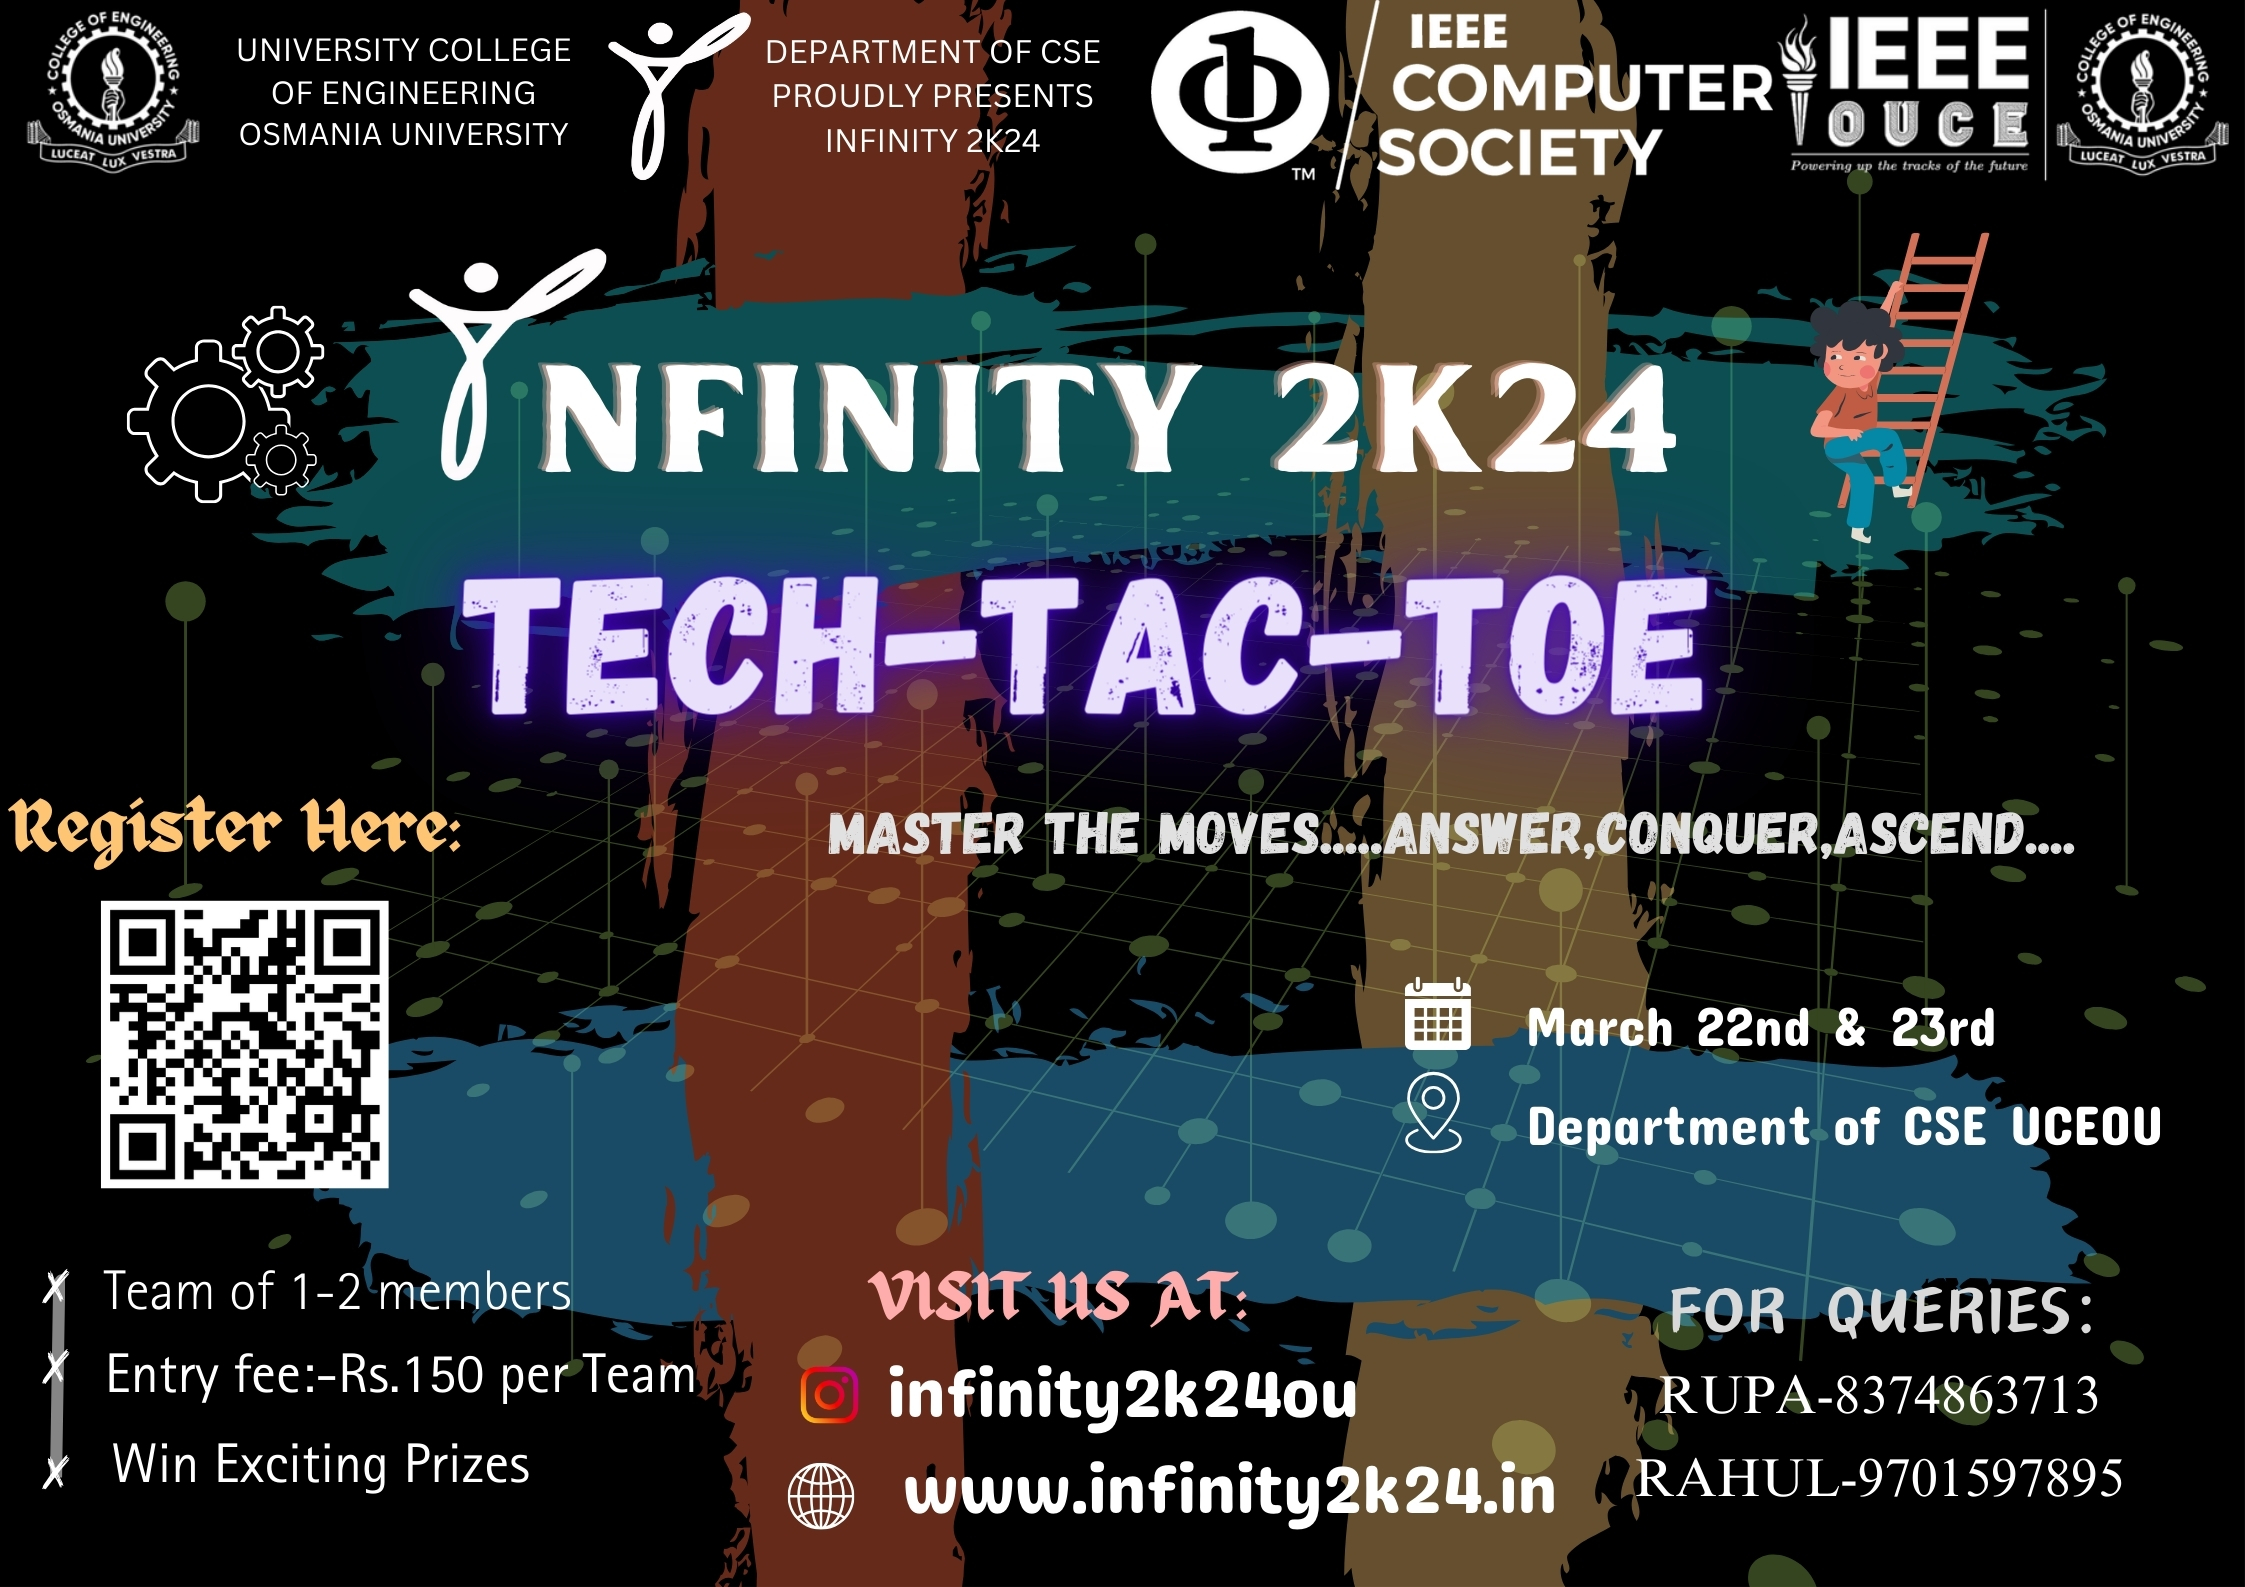 COLLEGE OF ENGINEERING
OSMANIA UNIVERSITY
LUCEAT LUX VESTRA
UNIVERSITY COLLEGE
OF ENGINEERING
OSMANIA UNIVERSITY
DEPARTMENT OF CSE
PROUDLY PRESENTS
INFINITY 2K24
TM
IEEE
COMPUTER
SOCIETY
IEEE
OUCE
Powering up the tracks of the future
COLLEGE OF ENGINEERING
OSMANIA UNIVERSITY
LUCEAT LUX VESTRA
NFINITY 2K24
TECH-TAC-TOE
Register Here:
MASTER THE MOVES.....ANSWER,CONQUER,ASCEND....
March 22nd & 23rd
Department of CSE UCEOU
Team of 1-2 members
Entry fee:-Rs.150 per Team
Win Exciting Prizes
VISIT US AT:
infinity2k24ou
www.infinity2k24.in
FOR QUERIES:
RUPA-8374863713
RAHUL-9701597895